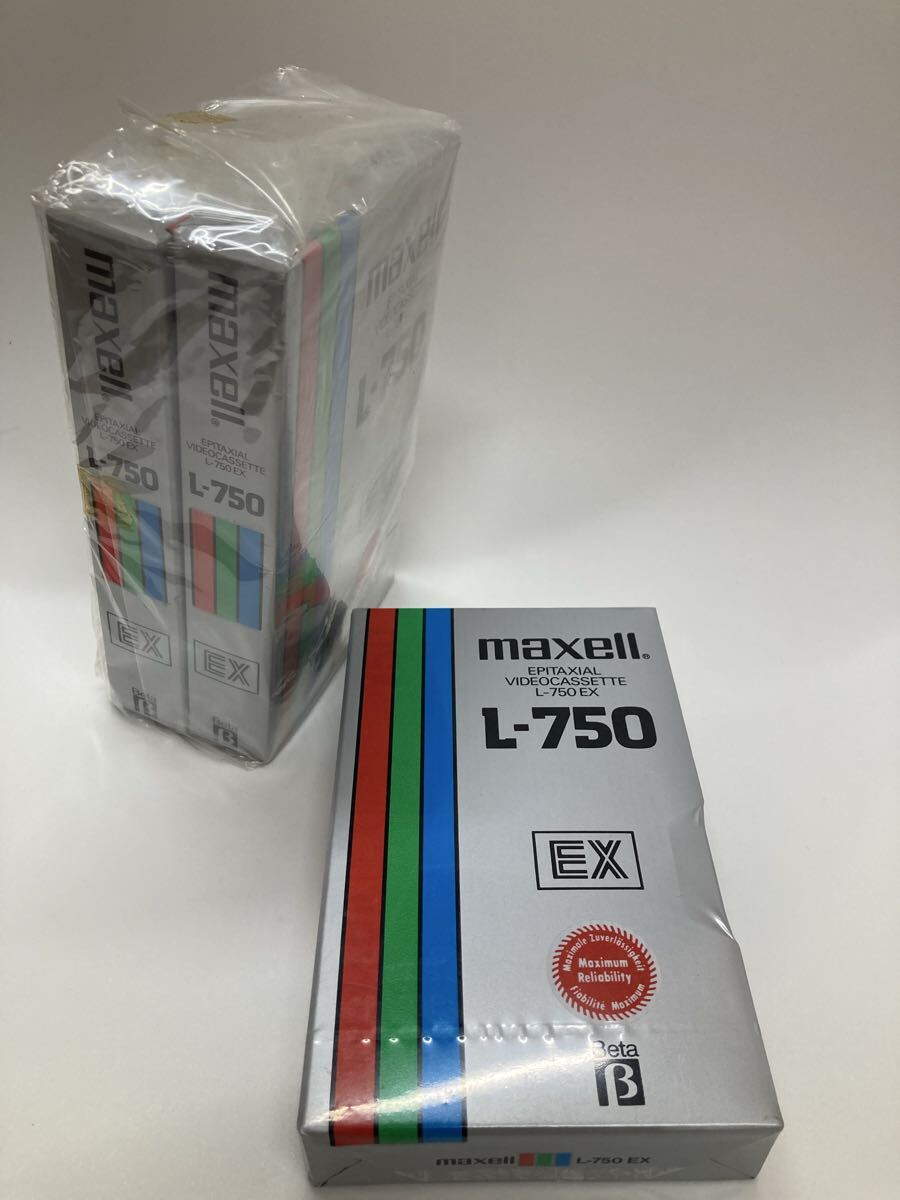 maxell®
EPITAXIAL
VIDEOCASSETTE
L-750 EX
L-750
EX
Beta
β
maxell®
EPITAXIAL
VIDEOCASSETTE
L-750 EX
L-750
EX
Beta
β
maxell
maxell®
EPITAXIAL
VIDEOCASSETTE
L-750 EX
L-750
EX
Maximale Zuverlässigkeit
Maximum
Reliability
Fiabilité Maximum
Beta
β
maxell L-750 EX